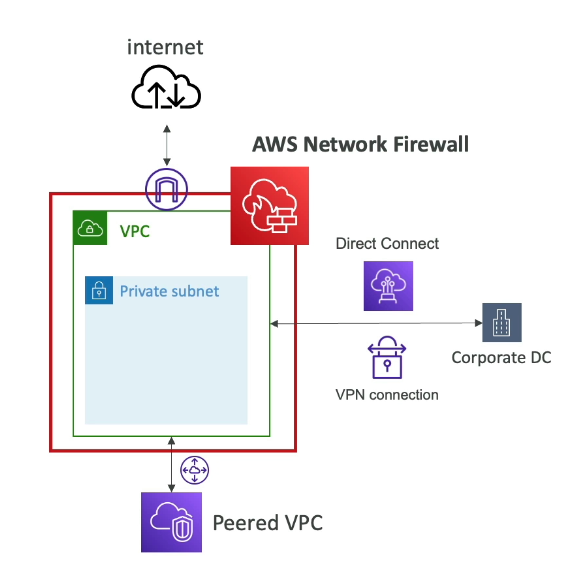 internet
AWS Network Firewall
VPC
Direct Connect
Private subnet
Corporate DC
VPN connection
Peered VPC